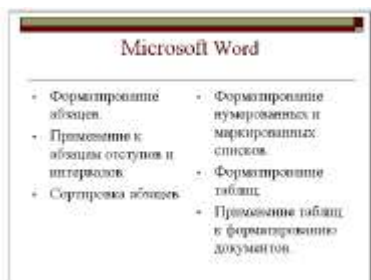 Microsoft Word
Форматирование
абзацев.
Применение к
абзацам отступов и
интервалов.
Сортировка абзацев.
Форматирование
нумерованных и
маркированных
списков.
Форматирование
таблиц.
Применение таблиц
к форматированию
документов.